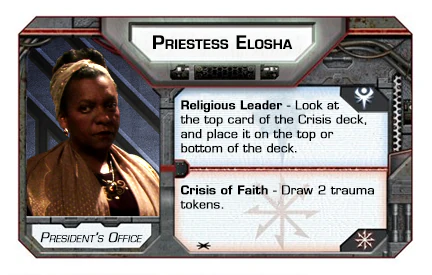 Priestess Elosha
Religious Leader - Look at
the top card of the Crisis deck,
and place it on the top or
bottom of the deck.
Crisis of Faith - Draw 2 trauma
tokens.
President's Office